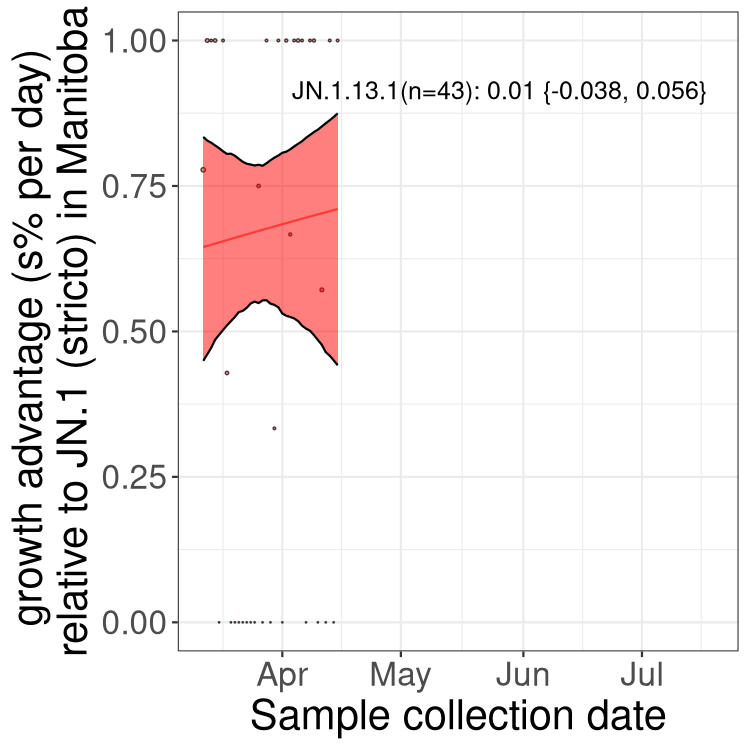 growth advantage (s% per day)
relative to JN.1 (stricto) in Manitoba
1.00
0.75
0.50
0.25
0.00
JN.1.13.1(n=43): 0.01 {-0.038, 0.056}
Apr May Jun Jul
Sample collection date